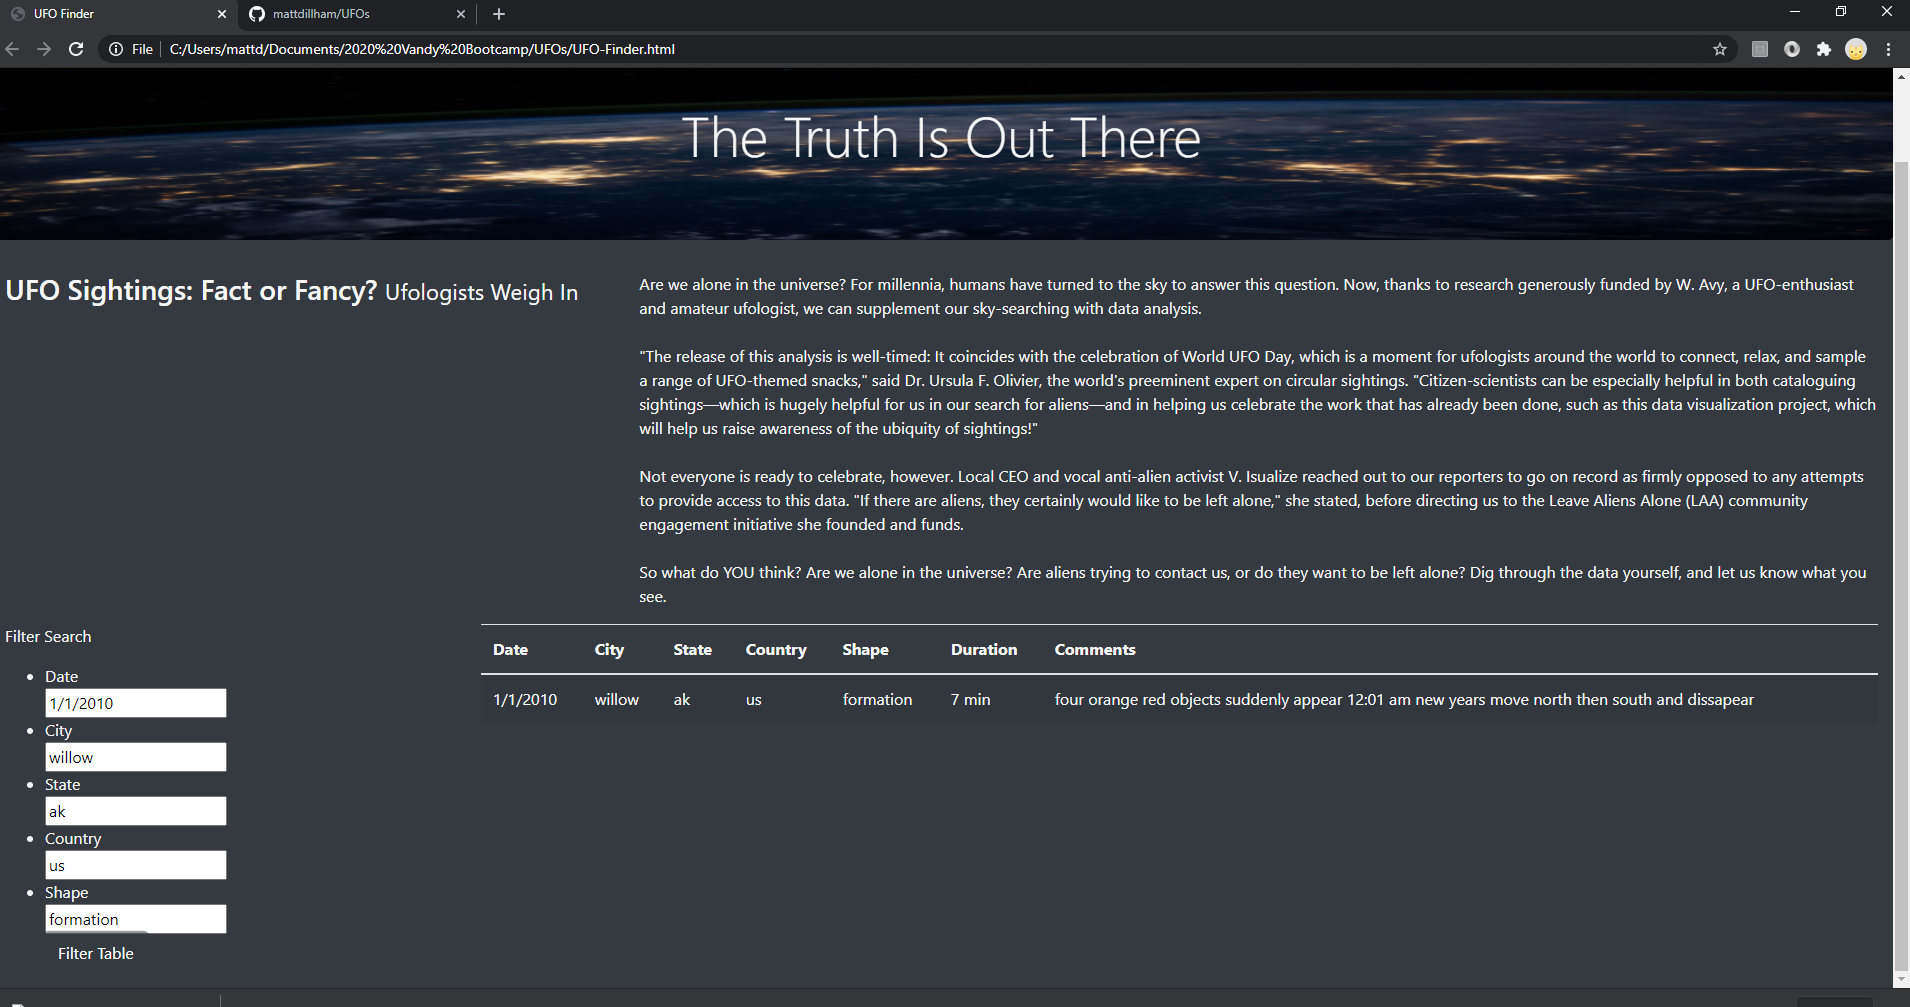 UFO Finder
mattdillham/UFOs
File
C:/Users/mattd/Documents/2020%20Vandy%20Bootcamp/UFOs/UFO-Finder.html
The Truth Is Out There
UFO Sightings: Fact or Fancy? Ufologists Weigh In
Are we alone in the universe? For millennia, humans have turned to the sky to answer this question. Now, thanks to research generously funded by W. Avy, a UFO-enthusiast
and amateur ufologist, we can supplement our sky-searching with data analysis.
"The release of this analysis is well-timed: It coincides with the celebration of World UFO Day, which is a moment for ufologists around the world to connect, relax, and sample
a range of UFO-themed snacks," said Dr. Ursula F. Olivier, the world's preeminent expert on circular sightings. "Citizen-scientists can be especially helpful in both cataloguing
sightings—which is hugely helpful for us in our search for aliens—and in helping us celebrate the work that has already been done, such as this data visualization project, which
will help us raise awareness of the ubiquity of sightings!"
Not everyone is ready to celebrate, however. Local CEO and vocal anti-alien activist V. Isualize reached out to our reporters to go on record as firmly opposed to any attempts
to provide access to this data. "If there are aliens, they certainly would like to be left alone," she stated, before directing us to the Leave Aliens Alone (LAA) community
engagement initiative she founded and funds.
So what do YOU think? Are we alone in the universe? Are aliens trying to contact us, or do they want to be left alone? Dig through the data yourself, and let us know what you
see.
Filter Search
Date
1/1/2010
City
willow
State
ak
Country
us
Shape
formation
Filter Table
Date City State Country Shape Duration Comments
1/1/2010 willow ak us formation 7 min four orange red objects suddenly appear 12:01 am new years move north then south and dissapear